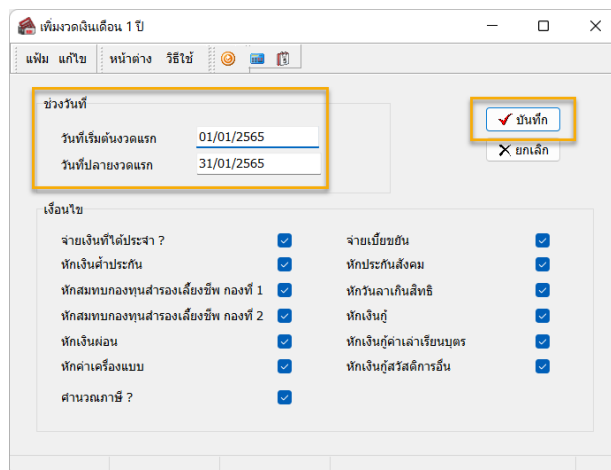 เพิ่มงวดเงินเดือน 1 ปี
แฟ้ม แก้ไข หน้าต่าง วิธีใช้
ช่วงวันที่
วันที่เริ่มต้นงวดแรก 01/01/2565
วันที่ปลายงวดแรก 31/01/2565
บันทึก
ยกเลิก
เงื่อนไข
จ่ายเงินที่ได้ประจำ ? จ่ายเบี้ยขยัน
หักเงินค้ำประกัน หักประกันสังคม
หักสมทบกองทุนสำรองเลี้ยงชีพ กองที่ 1 หักวันลาเกินสิทธิ
หักสมทบกองทุนสำรองเลี้ยงชีพ กองที่ 2 หักเงินกู้
หักเงินผ่อน หักเงินกู้ค่าเล่าเรียนบุตร
หักค่าเครื่องแบบ หักเงินกู้สวัสดิการอื่น
คำนวณภาษี ?